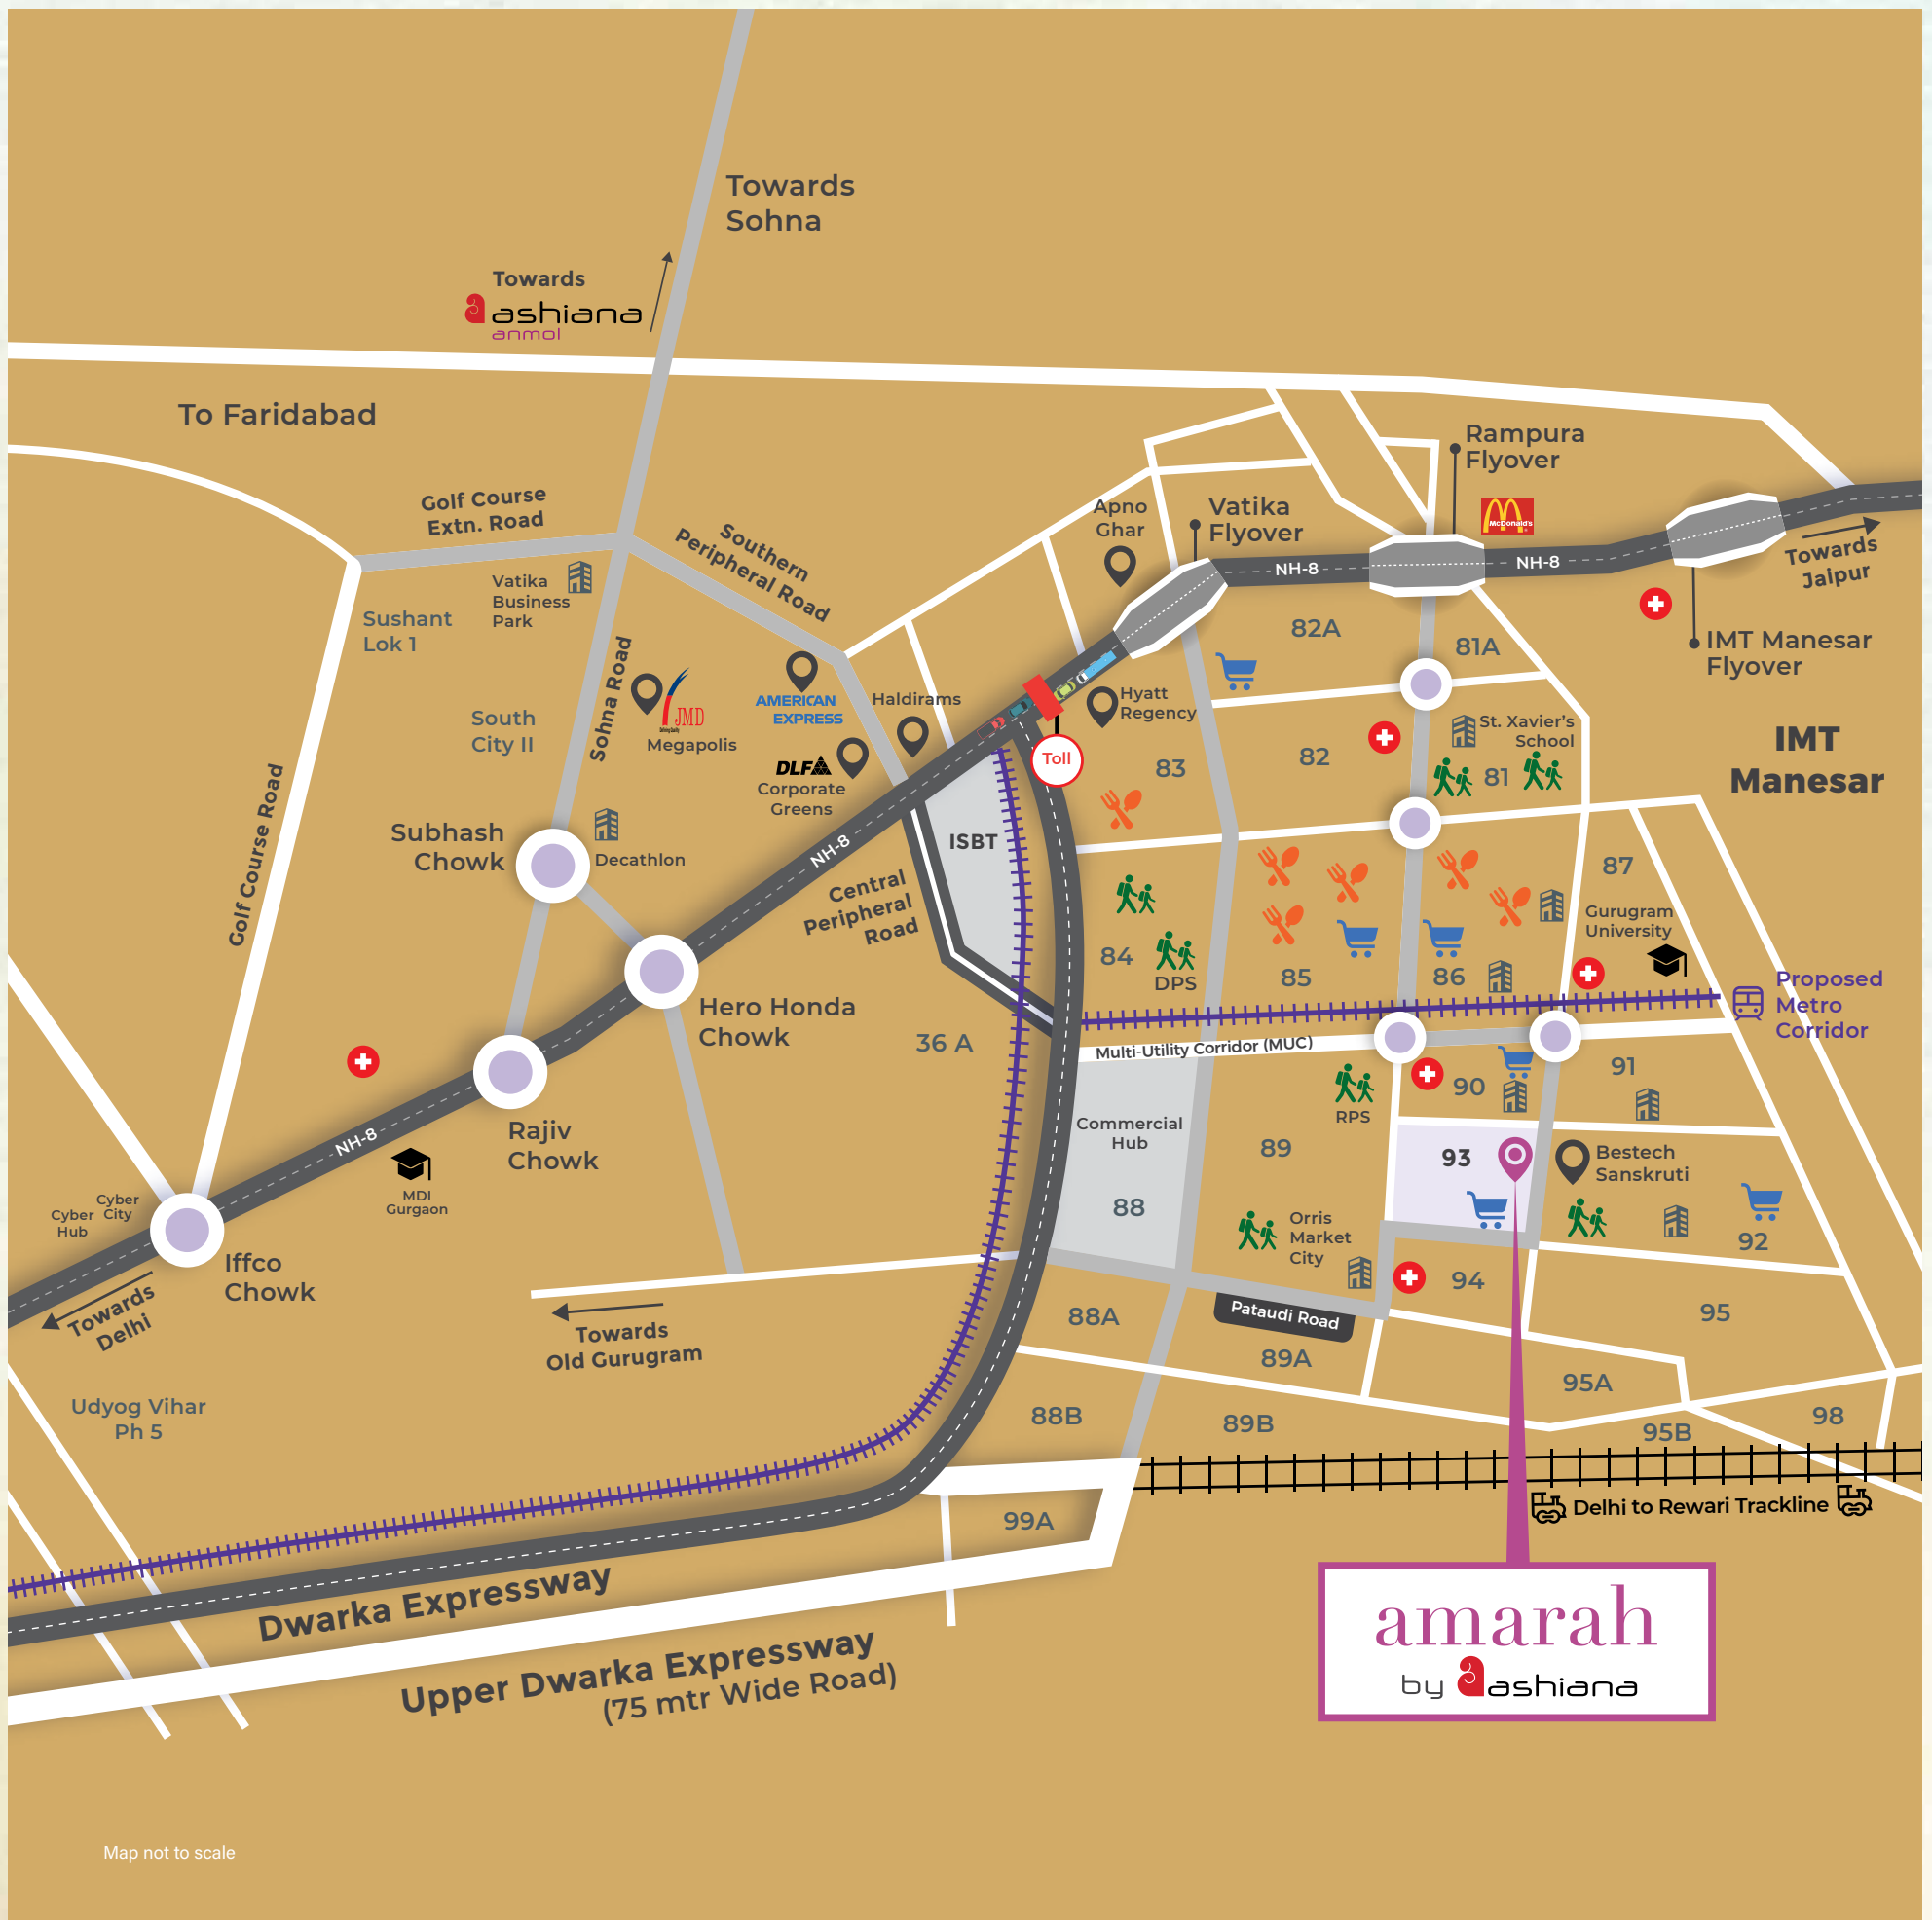 Towards
Sohna
Towards
ashiana
anmol
To Faridabad
Golf Course
Extn. Road
Southern
Peripheral Road
Vatika
Business
Park
Sushant
Lok 1
South
City II
Sohna Road
Golf Course Road
JMD
Megapolis
AMERICAN
EXPRESS
Haldirams
DLF
Corporate
Greens
Apno
Ghar
Vatika
Flyover
Rampura
Flyover
McDonald's
NH-8
NH-8
Towards
Jaipur
IMT Manesar
Flyover
IMT
Manesar
82A
81A
Hyatt
Regency
Toll
83
82
St. Xavier's
School
81
Subhash
Chowk
Decathlon
NH-8
ISBT
Central
Peripheral
Road
87
Gurugram
University
84
DPS
85
86
Proposed
Metro
Corridor
Hero Honda
Chowk
36 A
Multi-Utility Corridor (MUC)
Rajiv
Chowk
NH-8
MDI
Gurgaon
Cyber
City
Cyber
Hub
Iffco
Chowk
Towards
Delhi
Commercial
Hub
88
RPS
90
91
89
93
Bestech
Sanskruti
Orris
Market
City
92
94
95
Towards
Old Gurugram
Pataudi Road
88A
89A
95A
Udyog Vihar
Ph 5
88B
89B
95B
98
99A
Delhi to Rewari Trackline
Dwarka Expressway
Upper Dwarka Expressway
(75 mtr Wide Road)
amarah
by ashiana
Map not to scale